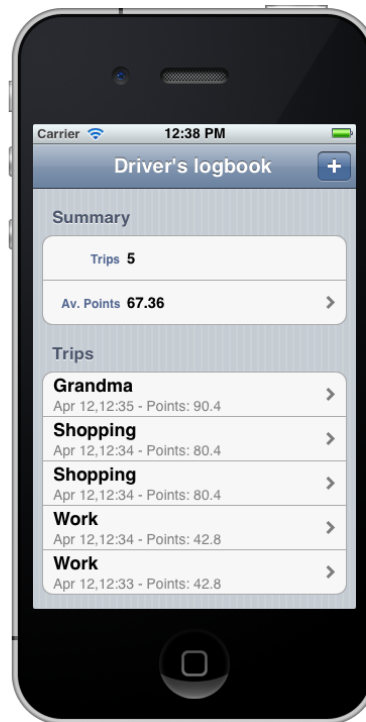 Carrier 12:38 PM
Driver's logbook +
Summary
Trips 5
Av. Points 67.36
Trips
Grandma
Apr 12,12:35 - Points: 90.4
Shopping
Apr 12,12:34 - Points: 80.4
Shopping
Apr 12,12:34 - Points: 80.4
Work
Apr 12,12:34 - Points: 42.8
Work
Apr 12,12:33 - Points: 42.8